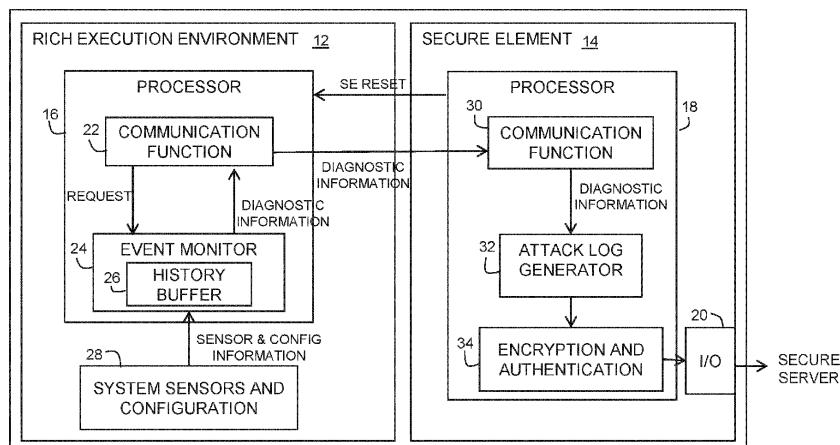 RICH EXECUTION ENVIRONMENT 12
PROCESSOR
16
22
COMMUNICATION
FUNCTION
REQUEST
DIAGNOSTIC
INFORMATION
24
EVENT MONITOR
26
HISTORY
BUFFER
SENSOR & CONFIG
INFORMATION
28
SYSTEM SENSORS AND
CONFIGURATION
SE RESET
DIAGNOSTIC
INFORMATION
SECURE ELEMENT 14
PROCESSOR
18
30
COMMUNICATION
FUNCTION
DIAGNOSTIC
INFORMATION
32
ATTACK LOG
GENERATOR
34
ENCRYPTION AND
AUTHENTICATION
20
I/O
SECURE
SERVER